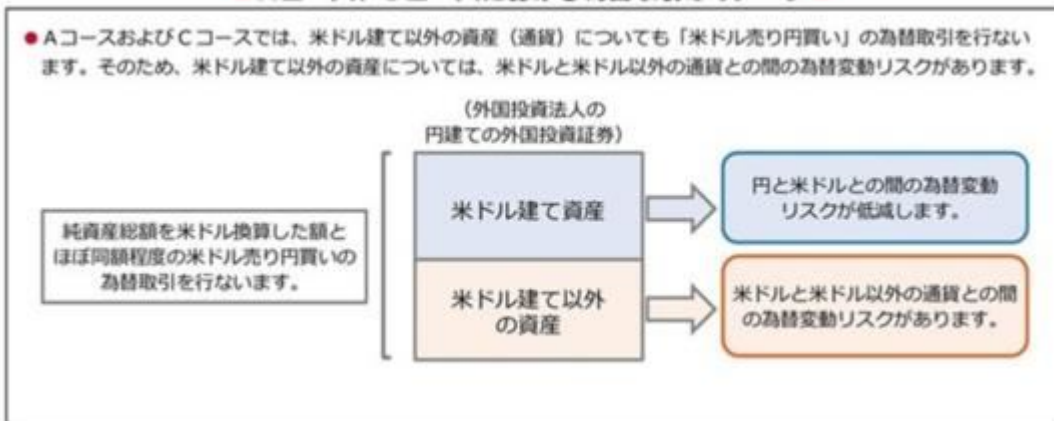 ●AコースおよびCコースでは、米ドル建て以外の資産（通貨）についても「米ドル売り円買い」の為替取引を行ない
ます。そのため、米ドル建て以外の資産については、米ドルと米ドル以外の通貨との間の為替変動リスクがあります。
（外国投資法人の
円建ての外国投資証券）
純資産総額を米ドル換算した額と
ほぼ同額程度の米ドル売り円買いの
為替取引を行ないます。
米ドル建て資産
円と米ドルとの間の為替変動
リスクが低減します。
米ドル建て以外
の資産
米ドルと米ドル以外の通貨との間
の為替変動リスクがあります。